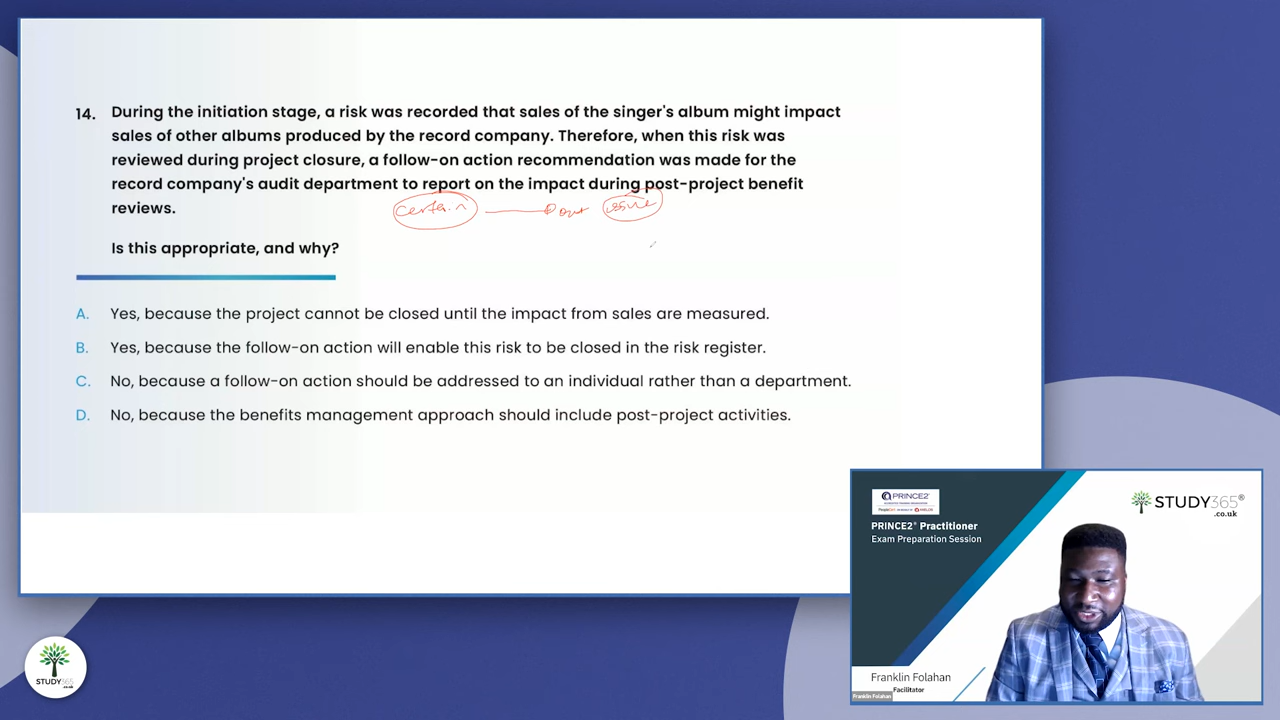 14. During the initiation stage, a risk was recorded that sales of the singer's album might impact
sales of other albums produced by the record company. Therefore, when this risk was
reviewed during project closure, a follow-on action recommendation was made for the
record company's audit department to report on the impact during post-project benefit
reviews.
certain issue
Is this appropriate, and why?
A. Yes, because the project cannot be closed until the impact from sales are measured.
B. Yes, because the follow-on action will enable this risk to be closed in the risk register.
C. No, because a follow-on action should be addressed to an individual rather than a department.
D. No, because the benefits management approach should include post-project activities.
PRINCE2®
PRINCE2® Practitioner
Exam Preparation Session
STUDY365®
.co.uk
Franklin Folahan
Facilitator
Franklin Folahan
STUDY365
.co.uk